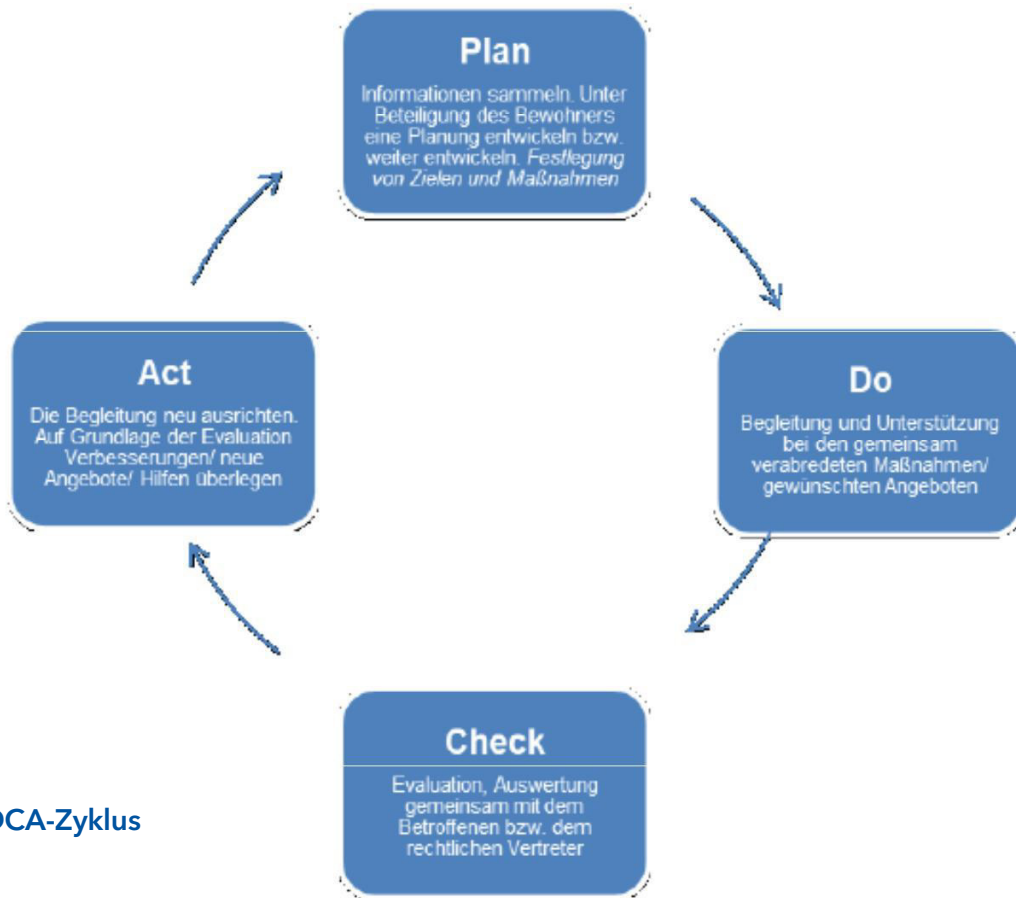 Plan
Informationen sammeln. Unter
Beteiligung des Bewohners
eine Planung entwickeln bzw.
weiter entwickeln. Festlegung
von Zielen und Maßnahmen
Act
Die Begleitung neu ausrichten.
Auf Grundlage der Evaluation
Verbesserungen/ neue
Angebote/ Hilfen überlegen
Do
Begleitung und Unterstützung
bei den gemeinsam
verabredeten Maßnahmen/
gewünschten Angeboten
Check
Evaluation, Auswertung
gemeinsam mit dem
Betroffenen bzw. dem
rechtlichen Vertreter
DCA-Zyklus